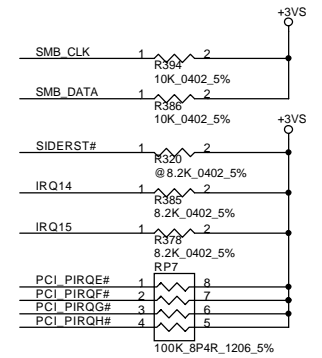 +3VS
SMB_CLK 1 2
R394
10K_0402_5%
SMB_DATA 1 2
R386
10K_0402_5%
+3VS
SIDERST# 1 2
R320
@8.2K_0402_5%
IRQ14 1 2
R385
8.2K_0402_5%
IRQ15 1 2
R378
8.2K_0402_5%
RP7
PCI_PIRQE# 1 8
PCI_PIRQF# 2 7
PCI_PIRQG# 3 6
PCI_PIRQH# 4 5
100K_8P4R_1206_5%